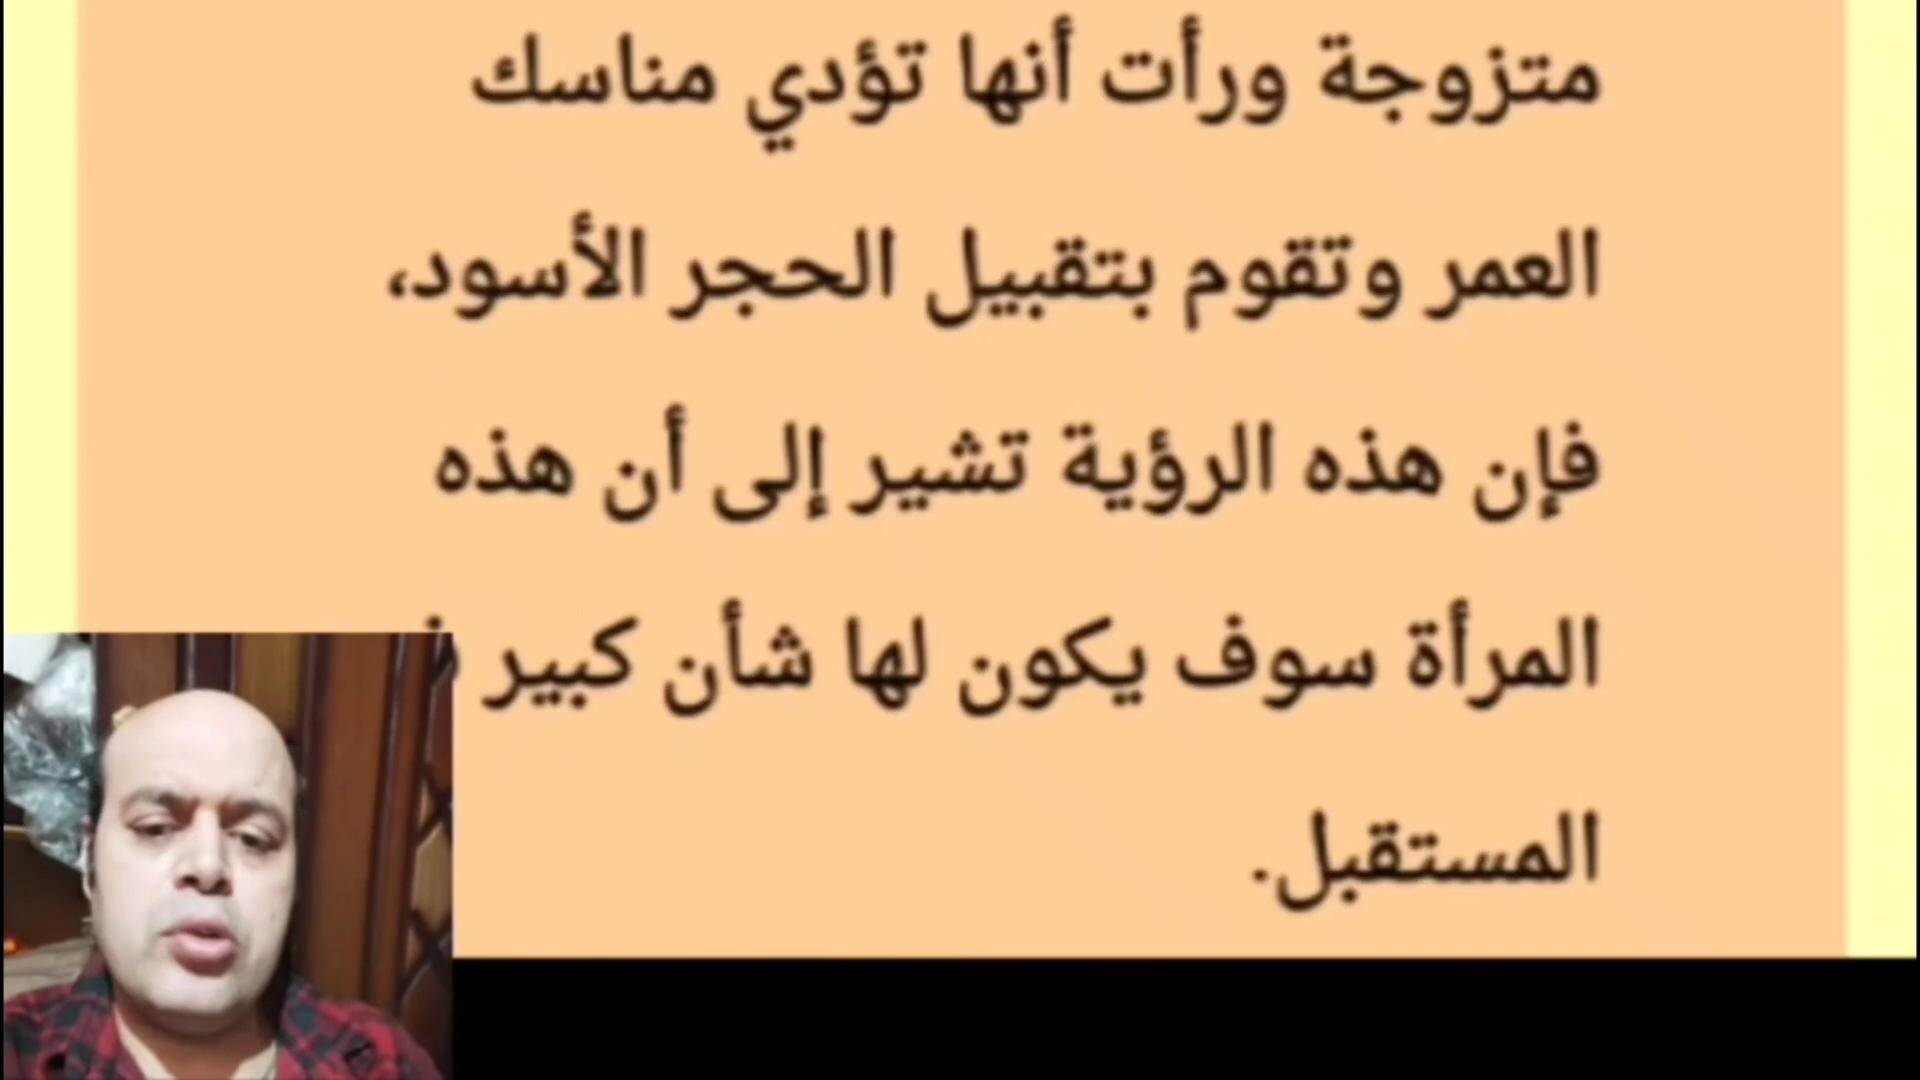 متزوجة ورأت أنها تؤدي مناسك
العمر وتقوم بتقبيل الحجر الأسود،
فإن هذه الرؤية تشير إلى أن هذه
المرأة سوف يكون لها شأن كبير
المستقبل.